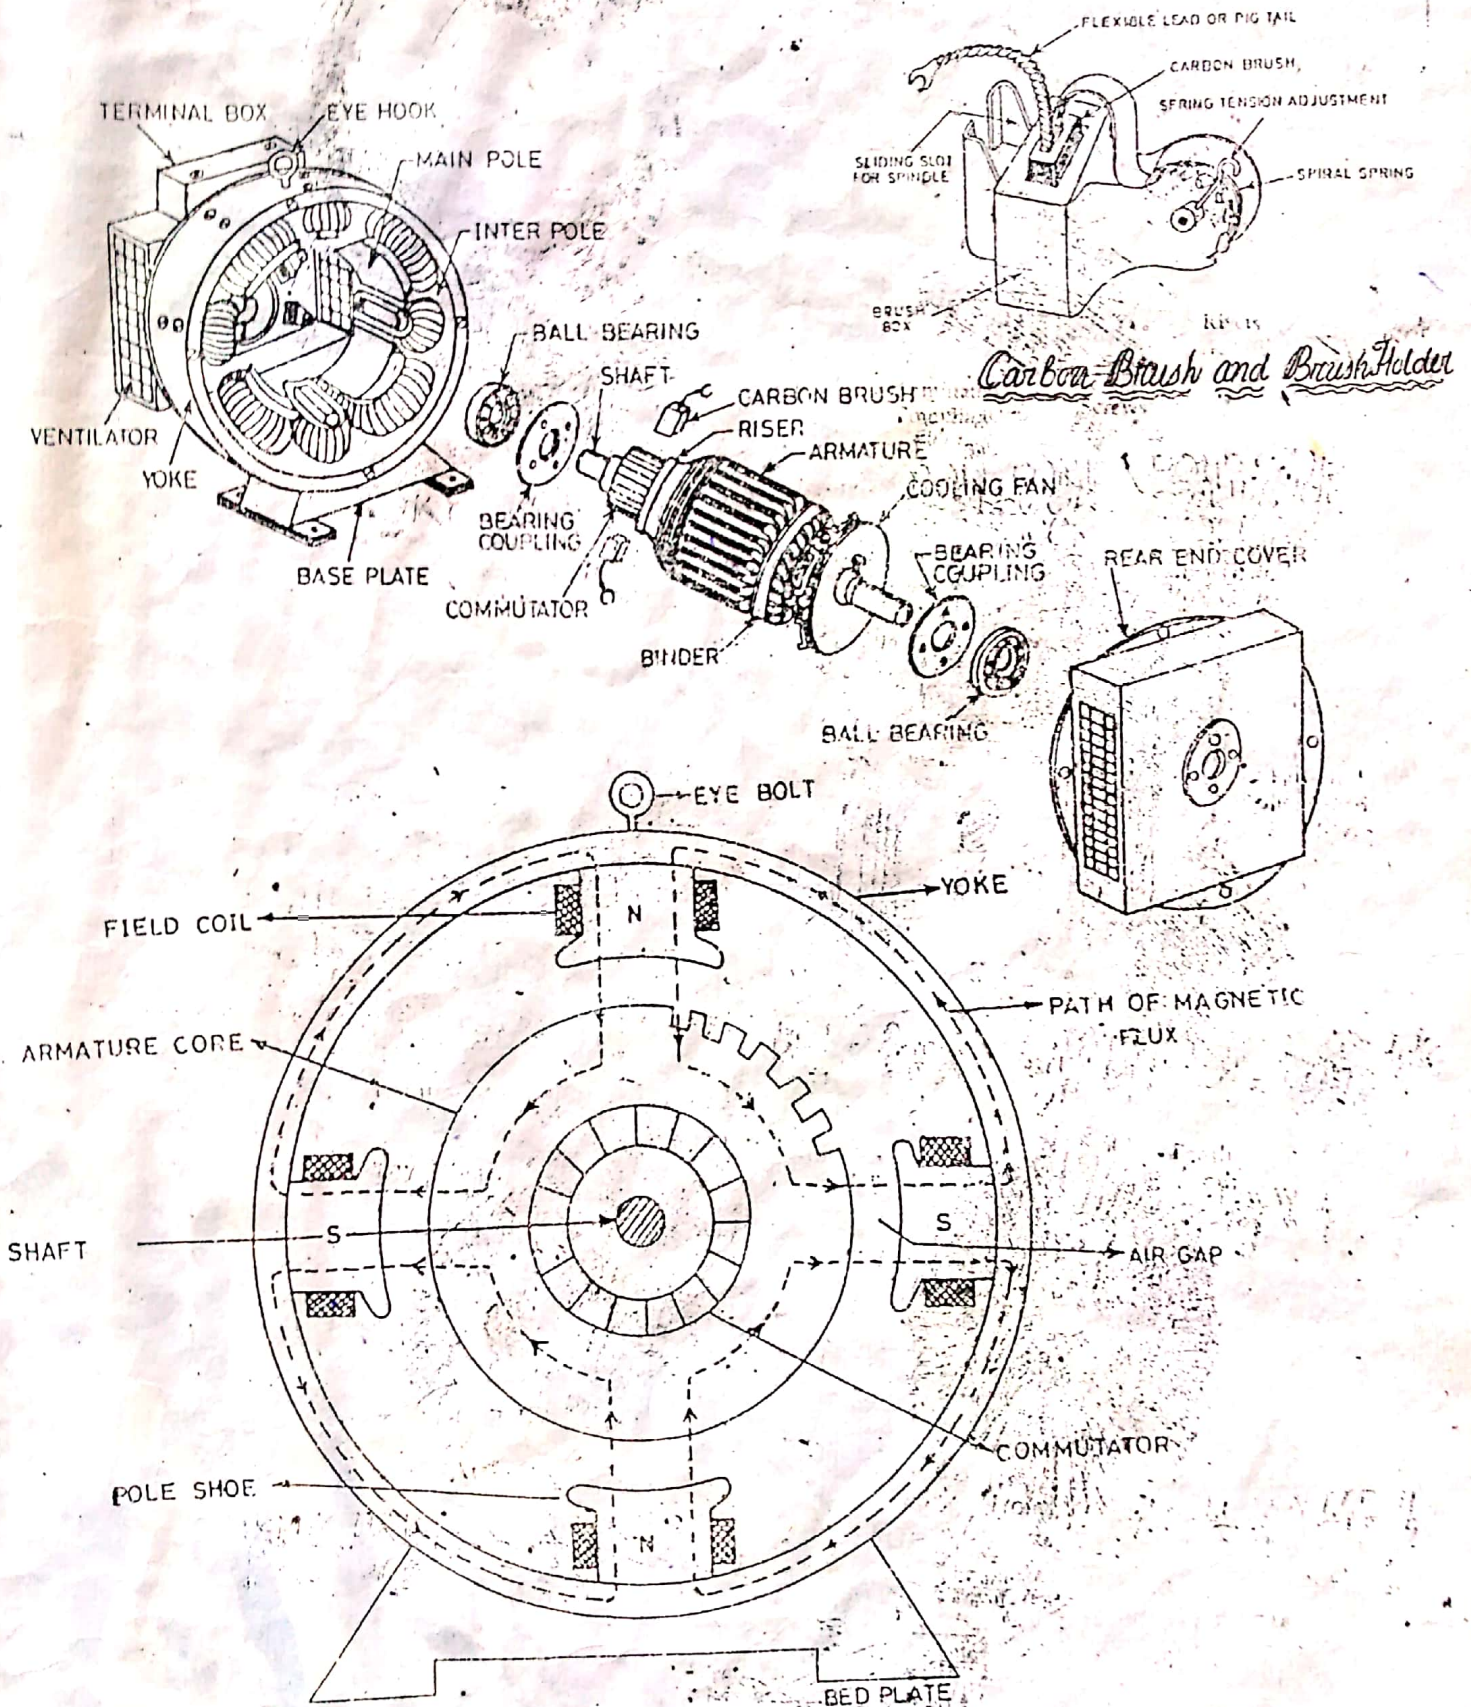 FLEXIBLE LEAD OR PIG TAIL
CARBON BRUSH
SPRING TENSION ADJUSTMENT
SLIDING SLOT
FOR SPINDLE
SPIRAL SPRING
BRUSH
BOX
Carbon Brush and Brush Holder
TERMINAL BOX
EYE HOOK
MAIN POLE
INTER POLE
BALL BEARING
SHAFT
CARBON BRUSH
RISER
ARMATURE
COOLING FAN
VENTILATOR
YOKE
BEARING
COUPLING
BASE PLATE
COMMUTATOR
BINDER
BEARING
COUPLING
REAR END COVER
BALL BEARING
EYE BOLT
YOKE
FIELD COIL
N
PATH OF MAGNETIC
FLUX
ARMATURE CORE
S
S
SHAFT
AIR GAP
COMMUTATOR
POLE SHOE
N
BED PLATE